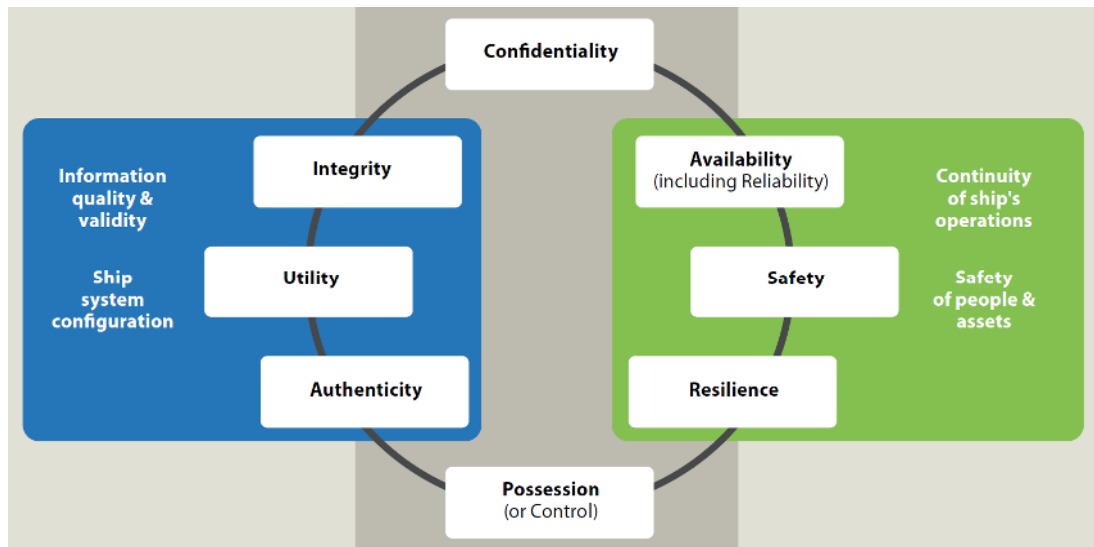 Confidentiality
Information
quality &
validity
Ship
system
configuration
Integrity
Utility
Authenticity
Availability
(including Reliability)
Safety
Resilience
Continuity
of ship's
operations
Safety
of people &
assets
Possession
(or Control)